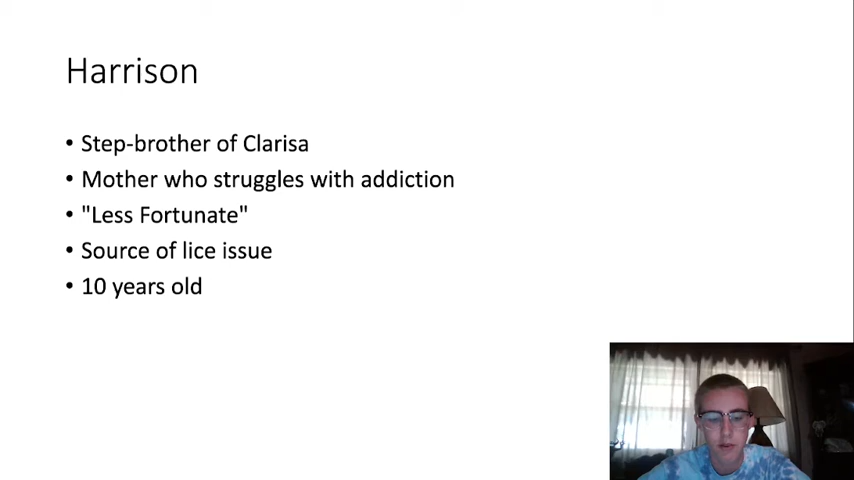 Harrison
• Step-brother of Clarisa
• Mother who struggles with addiction
• "Less Fortunate"
• Source of lice issue
• 10 years old